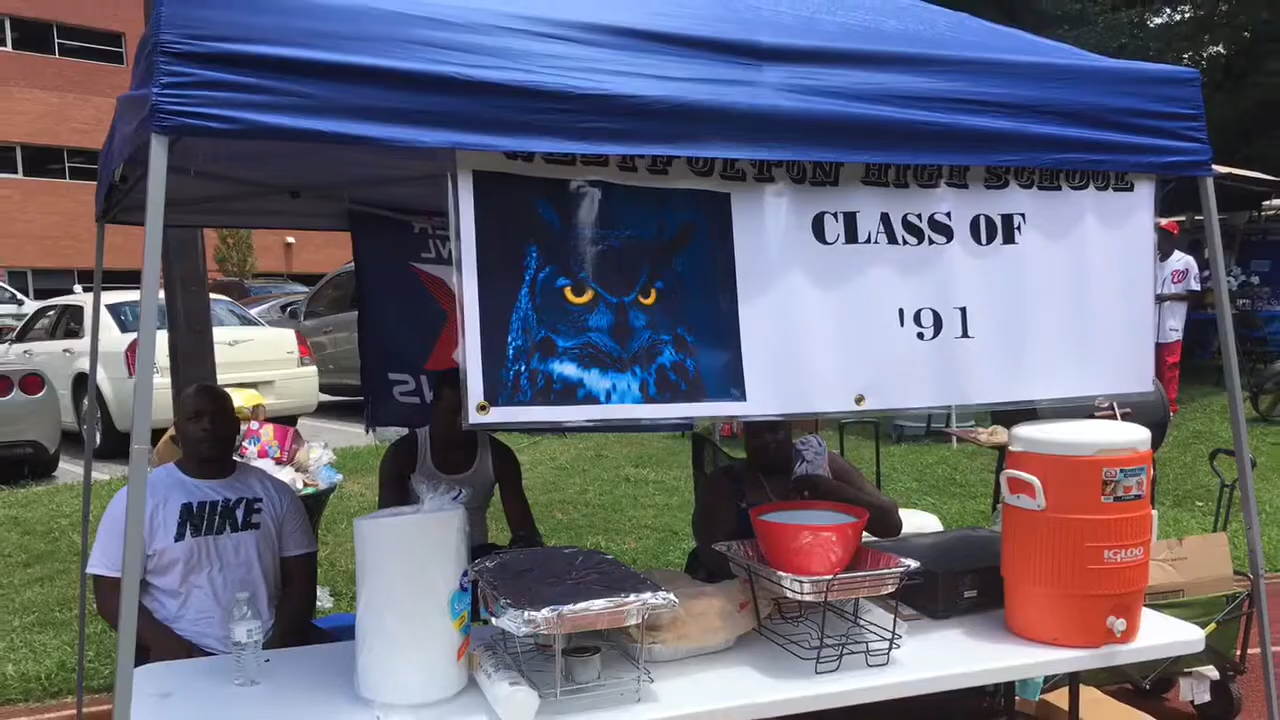 WESTFULTON HIGH SCHOOL
CLASS OF
'91
NIKE
IGLOO
W